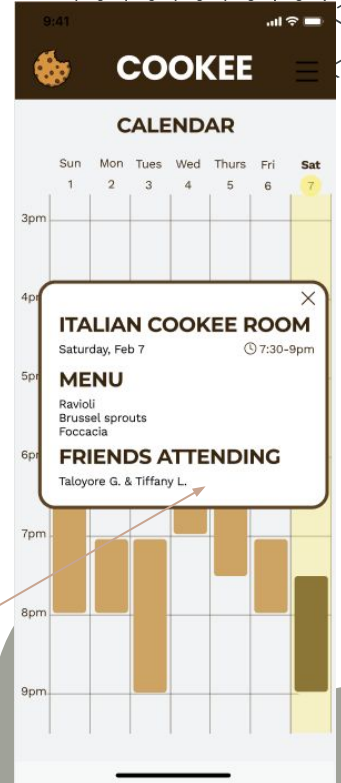 9:41
COOKEE
CALENDAR
Sun Mon Tues Wed Thurs Fri Sat
1 2 3 4 5 6 7
3pm
ITALIAN COOKEE ROOM
Saturday, Feb 7 7:30-9pm
MENU
Ravioli
Brussel sprouts
Foccacia
FRIENDS ATTENDING
Taloyore G. & Tiffany L.
7pm
8pm
9pm